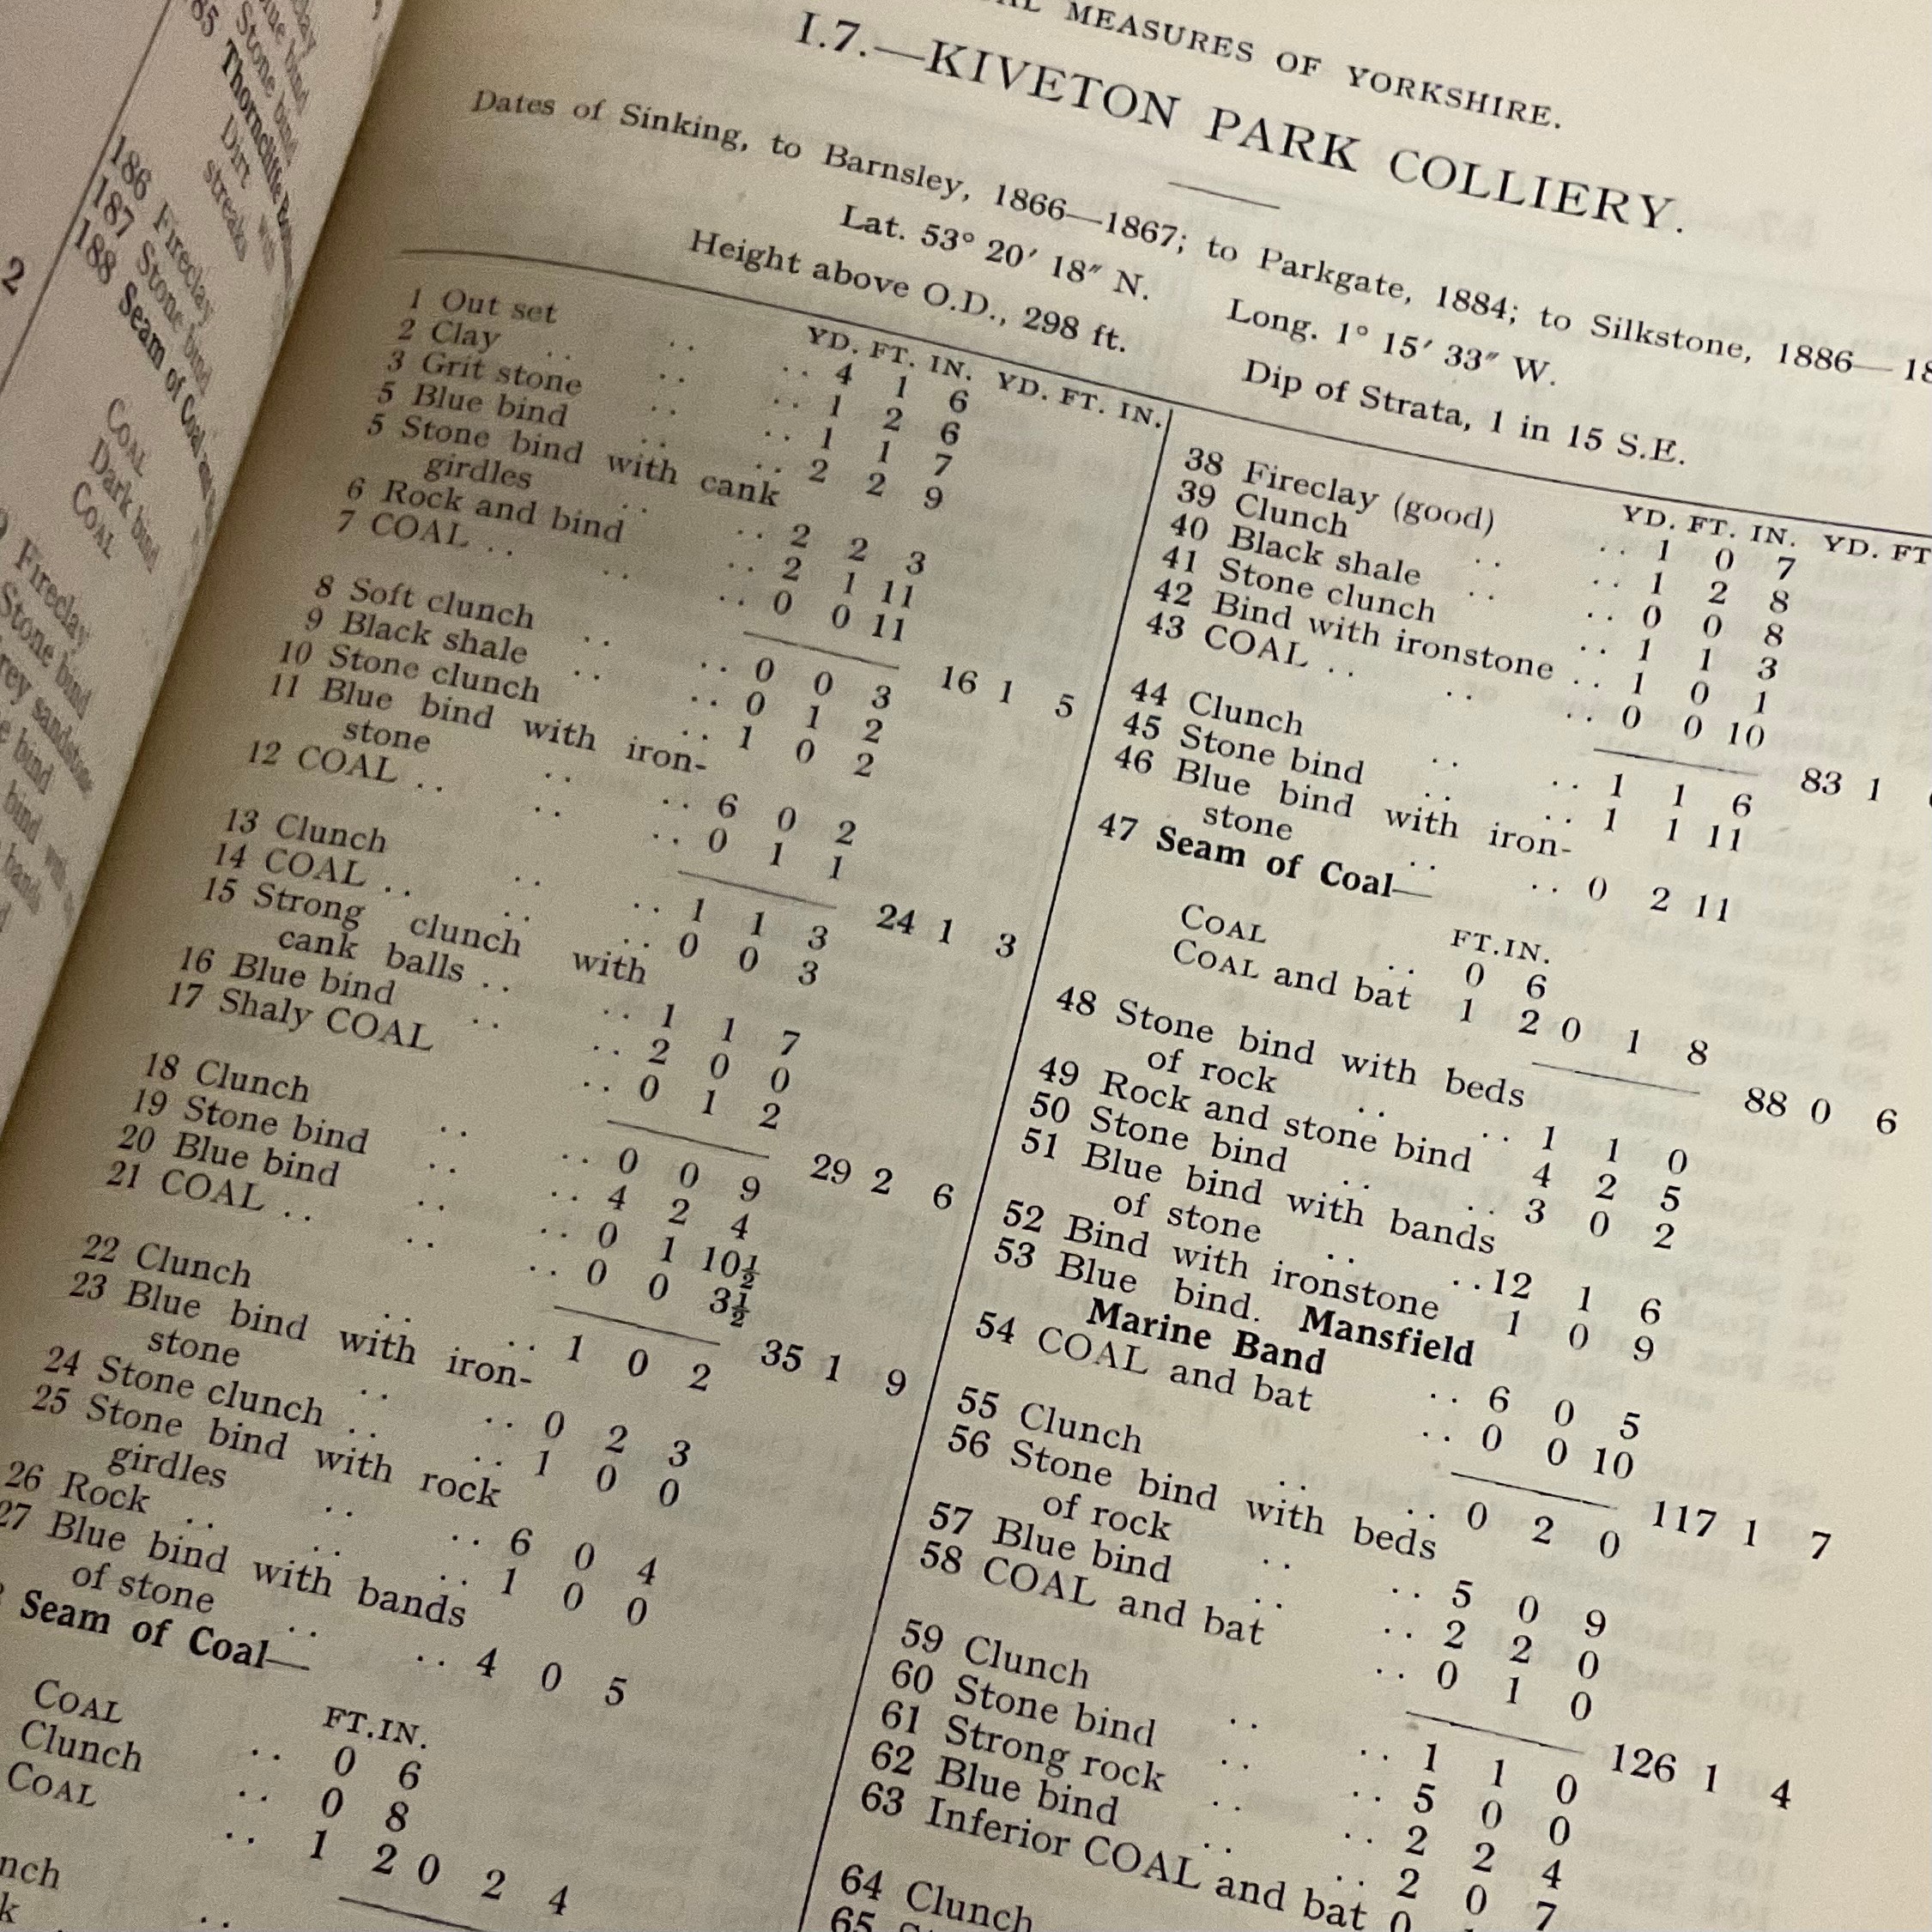 2
85
Stone bind
Thorncliffe
Dirt with
streaks
186 Fireclay
187 Stone bind
188 Seam of Coal
COAL
Dark bind
COAL
Fireclay
Stone bind
sandstone
bind
bind with
bands
MEASURES OF YORKSHIRE.
I.7.—KIVETON PARK COLLIERY.
Dates of Sinking, to Barnsley, 1866—1867; to Parkgate, 1884; to Silkstone, 1886—18
Lat. 53° 20′ 18″ N. Long. 1° 15′ 33″ W.
Height above O.D., 298 ft. Dip of Strata, 1 in 15 S.E.
YD. FT. IN. YD. FT. IN.
1 Out set .. .. 4 1 6
2 Clay .. .. .. 1 2 6
3 Grit stone .. .. 1 1 7
5 Blue bind .. .. 2 2 9
5 Stone bind with cank
girdles .. .. 2 2 3
6 Rock and bind .. .. 2 1 11
7 COAL .. .. .. 0 0 11
16 1 5
8 Soft clunch .. .. 0 0 3
9 Black shale .. .. 0 1 2
10 Stone clunch .. 1 0 2
11 Blue bind with iron-
stone .. .. 6 0 2
12 COAL .. .. .. 0 1 1
24 1 3
13 Clunch .. .. 1 1 3
14 COAL .. .. .. 0 0 3
15 Strong clunch with
cank balls .. .. 1 1 7
16 Blue bind .. .. 2 0 0
17 Shaly COAL .. 0 1 2
29 2 6
18 Clunch .. .. 0 0 9
19 Stone bind .. .. 4 2 4
20 Blue bind .. .. 0 1 10½
21 COAL .. .. .. 0 0 3½
35 1 9
22 Clunch .. .. 1 0 2
23 Blue bind with iron-
stone .. .. 0 2 3
24 Stone clunch .. .. 1 0 0
25 Stone bind with rock
girdles .. .. 6 0 4
26 Rock .. .. .. 1 0 0
27 Blue bind with bands
of stone .. .. 4 0 5
Seam of Coal—
FT.IN.
COAL .. 0 6
Clunch .. 0 8
COAL .. 1 2 0 2 4
YD. FT. IN. YD. FT
38 Fireclay (good) .. 1 0 7
39 Clunch .. .. 1 2 8
40 Black shale .. .. 0 0 8
41 Stone clunch .. 1 1 3
42 Bind with ironstone .. 1 0 1
43 COAL .. .. .. 0 0 10
83 1
44 Clunch .. .. 1 1 6
45 Stone bind .. .. 1 1 11
46 Blue bind with iron-
stone .. .. 0 2 11
47 Seam of Coal—
FT.IN.
COAL .. 0 6
COAL and bat 1 2 0 1 8
88 0 6
48 Stone bind with beds
of rock .. .. 1 1 0
49 Rock and stone bind 4 2 5
50 Stone bind .. .. 3 0 2
51 Blue bind with bands
of stone .. .. 12 1 6
52 Bind with ironstone 1 0 9
53 Blue bind. Mansfield
Marine Band .. 6 0 5
54 COAL and bat .. 0 0 10
117 1 7
55 Clunch .. .. 0 2 0
56 Stone bind with beds
of rock .. .. 5 0 9
57 Blue bind .. .. 2 2 0
58 COAL and bat .. 0 1 0
126 1 4
59 Clunch .. .. 1 1 0
60 Stone bind .. .. 5 0 0
61 Strong rock .. .. 2 2 4
62 Blue bind .. .. 2 0 7
63 Inferior COAL and bat 0
64 Clunch
65